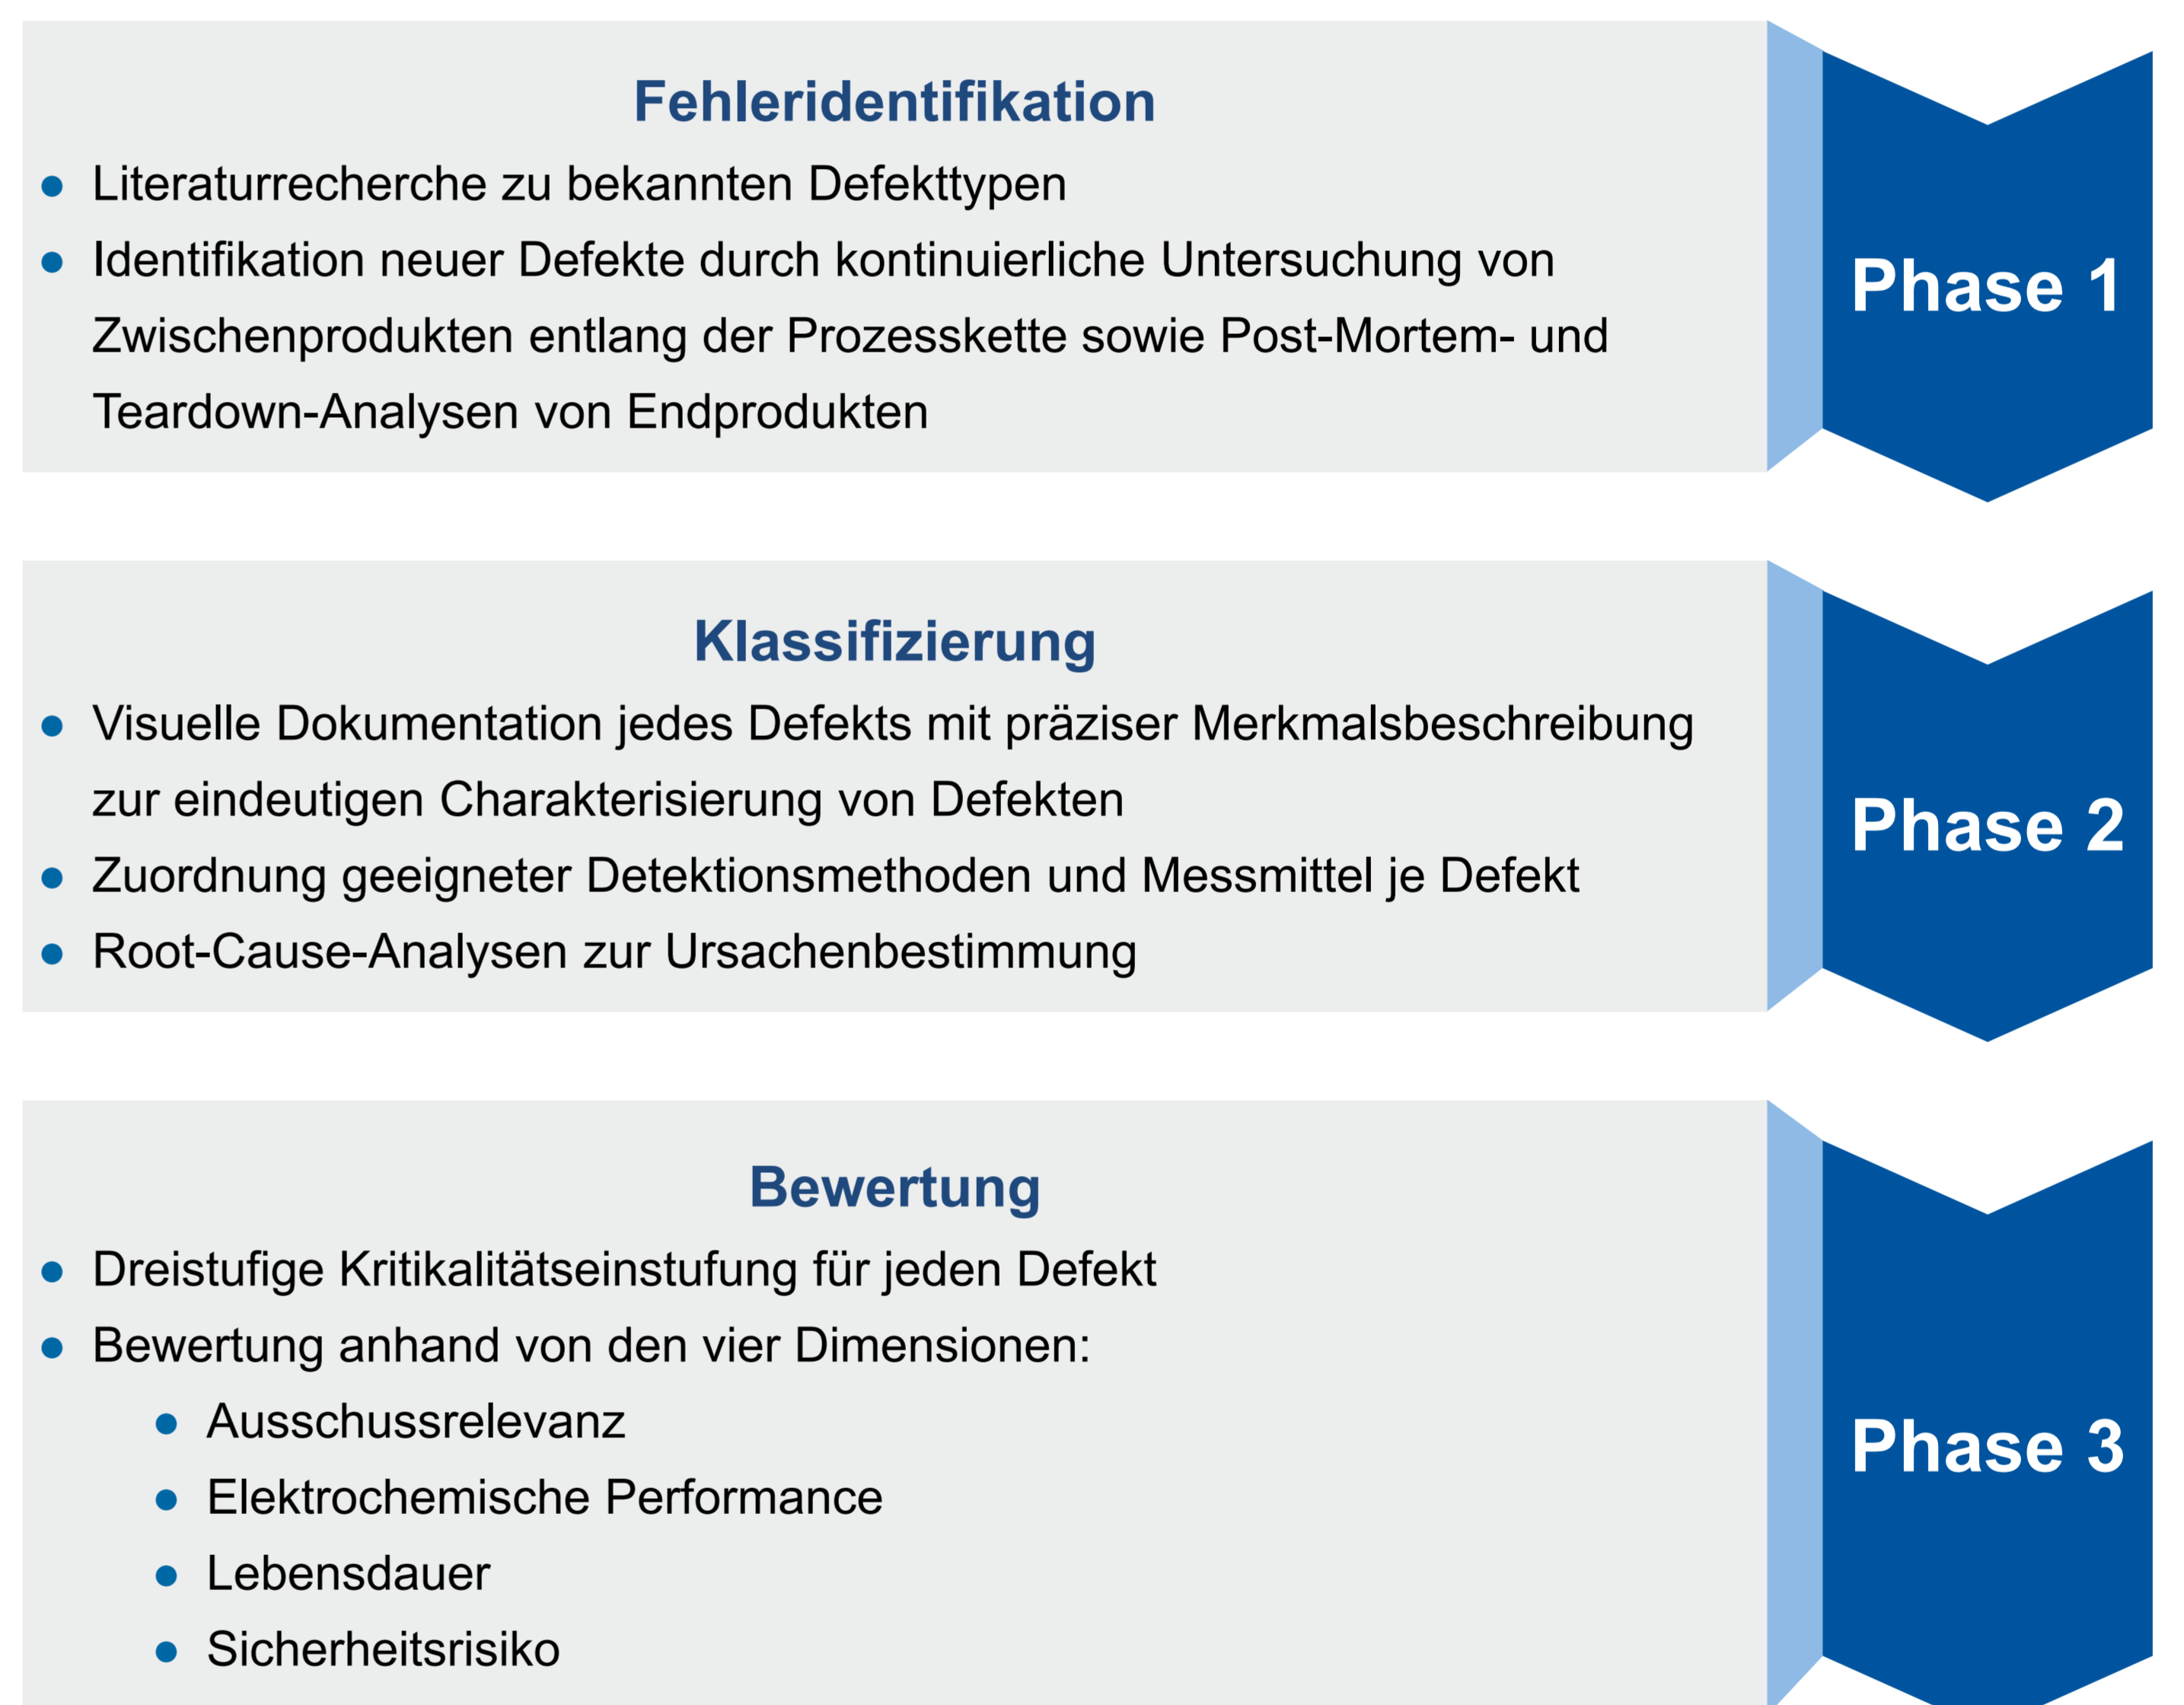 Fehleridentifikation
Literaturrecherche zu bekannten Defekttypen
Identifikation neuer Defekte durch kontinuierliche Untersuchung von
Zwischenprodukten entlang der Prozesskette sowie Post-Mortem- und
Teardown-Analysen von Endprodukten
Phase 1
Klassifizierung
Visuelle Dokumentation jedes Defekts mit präziser Merkmalsbeschreibung
zur eindeutigen Charakterisierung von Defekten
Zuordnung geeigneter Detektionsmethoden und Messmittel je Defekt
Root-Cause-Analysen zur Ursachenbestimmung
Phase 2
Bewertung
Dreistufige Kritikalitätseinstufung für jeden Defekt
Bewertung anhand von den vier Dimensionen:
Ausschussrelevanz
Elektrochemische Performance
Lebensdauer
Sicherheitsrisiko
Phase 3